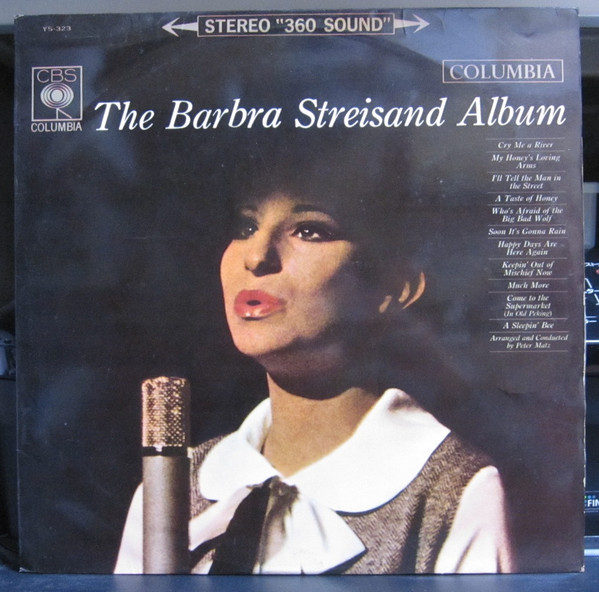 YS-323
STEREO "360 SOUND"
CBS
COLUMBIA
COLUMBIA
The Barbra Streisand Album
Cry Me a River
My Honey's Loving
Arms
I'll Tell the Man in
the Street
A Taste of Honey
Who's Afraid of the
Big Bad Wolf
Soon It's Gonna Rain
Happy Days Are
Here Again
Keepin' Out of
Mischief Now
Much More
Come to the
Supermarket
(In Old Peking)
A Sleepin' Bee
Arranged and Conducted
by Peter Matz
FIN